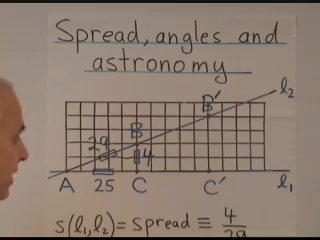 Spread, angles and
astronomy
l₂
B'
29
B
4
A
25
C
C'
l₁
s(l₁,l₂) = spread ≡ 4/29